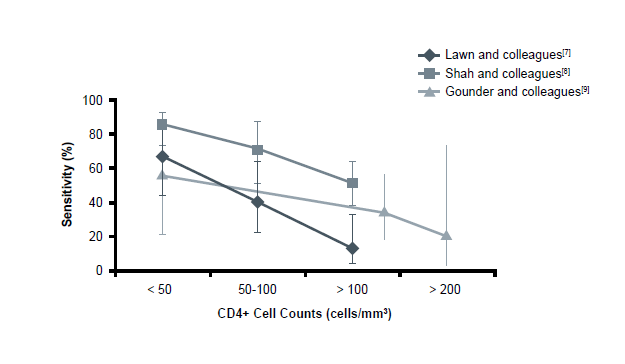 Lawn and colleagues[7]
Shah and colleagues[8]
Gounder and colleagues[9]
Sensitivity (%)
100
80
60
40
20
0
< 50
50-100
> 100
> 200
CD4+ Cell Counts (cells/mm³)